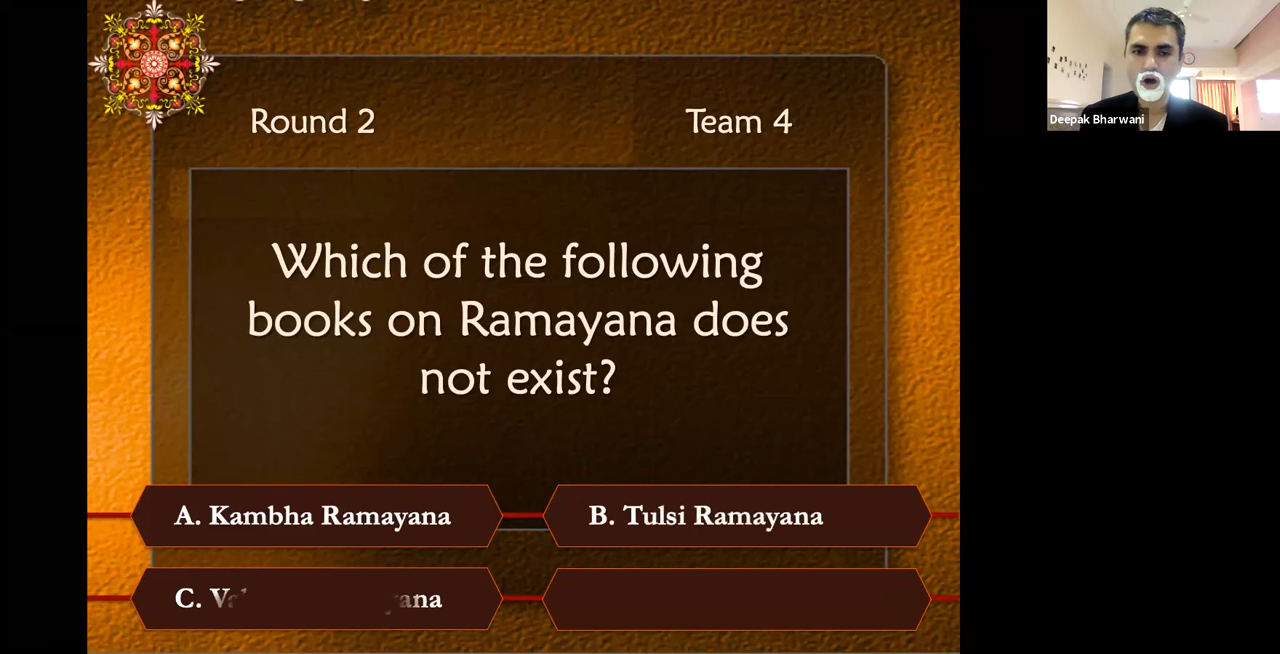 Round 2
Team 4
Deepak Bharwani
Which of the following
books on Ramayana does
not exist?
A. Kambha Ramayana
B. Tulsi Ramayana
C.